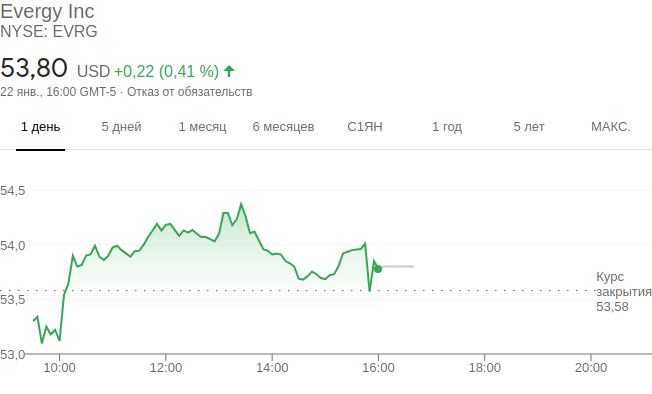 Evergy Inc
NYSE: EVRG
53,80 USD +0,22 (0,41 %)
22 янв., 16:00 GMT-5 · Отказ от обязательств
1 день 5 дней 1 месяц 6 месяцев С1ЯН 1 год 5 лет МАКС.
54,5
54,0
53,5
53,0
Курс
закрытия
53,58
10:00 12:00 14:00 16:00 18:00 20:00